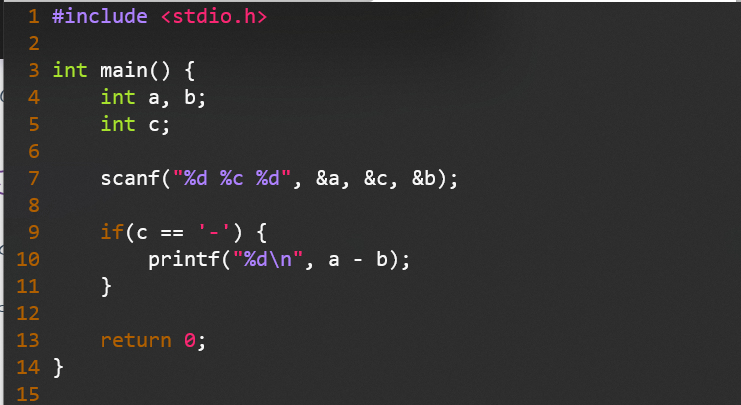 1 #include <stdio.h>
2
3 int main() {
4     int a, b;
5     int c;
6
7     scanf("%d %c %d", &a, &c, &b);
8
9     if(c == '-') {
10         printf("%d\n", a - b);
11     }
12
13     return 0;
14 }
15